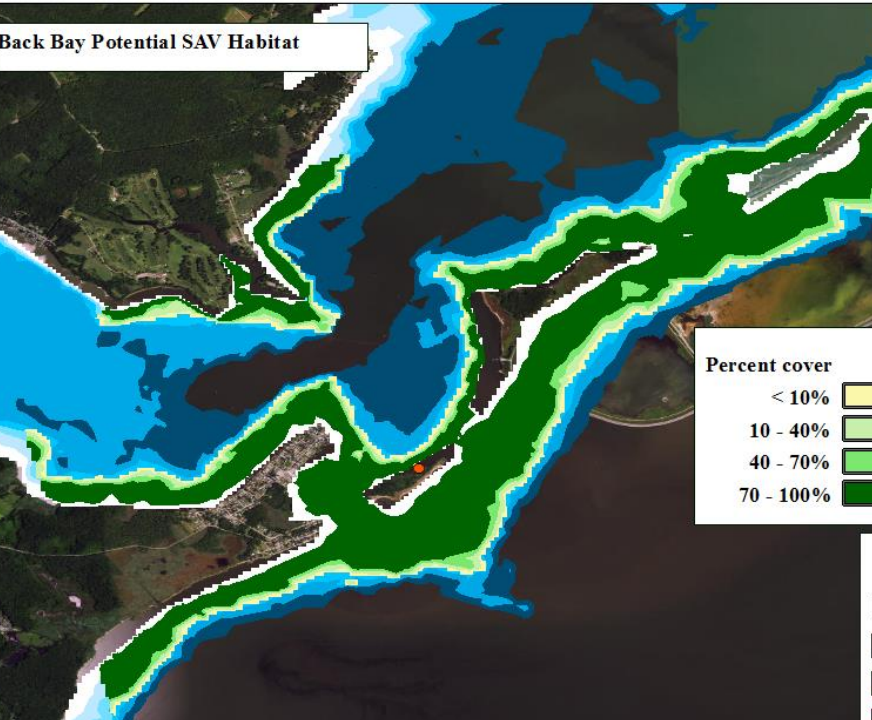 Back Bay Potential SAV Habitat
Percent cover
< 10%
10 - 40%
40 - 70%
70 - 100%